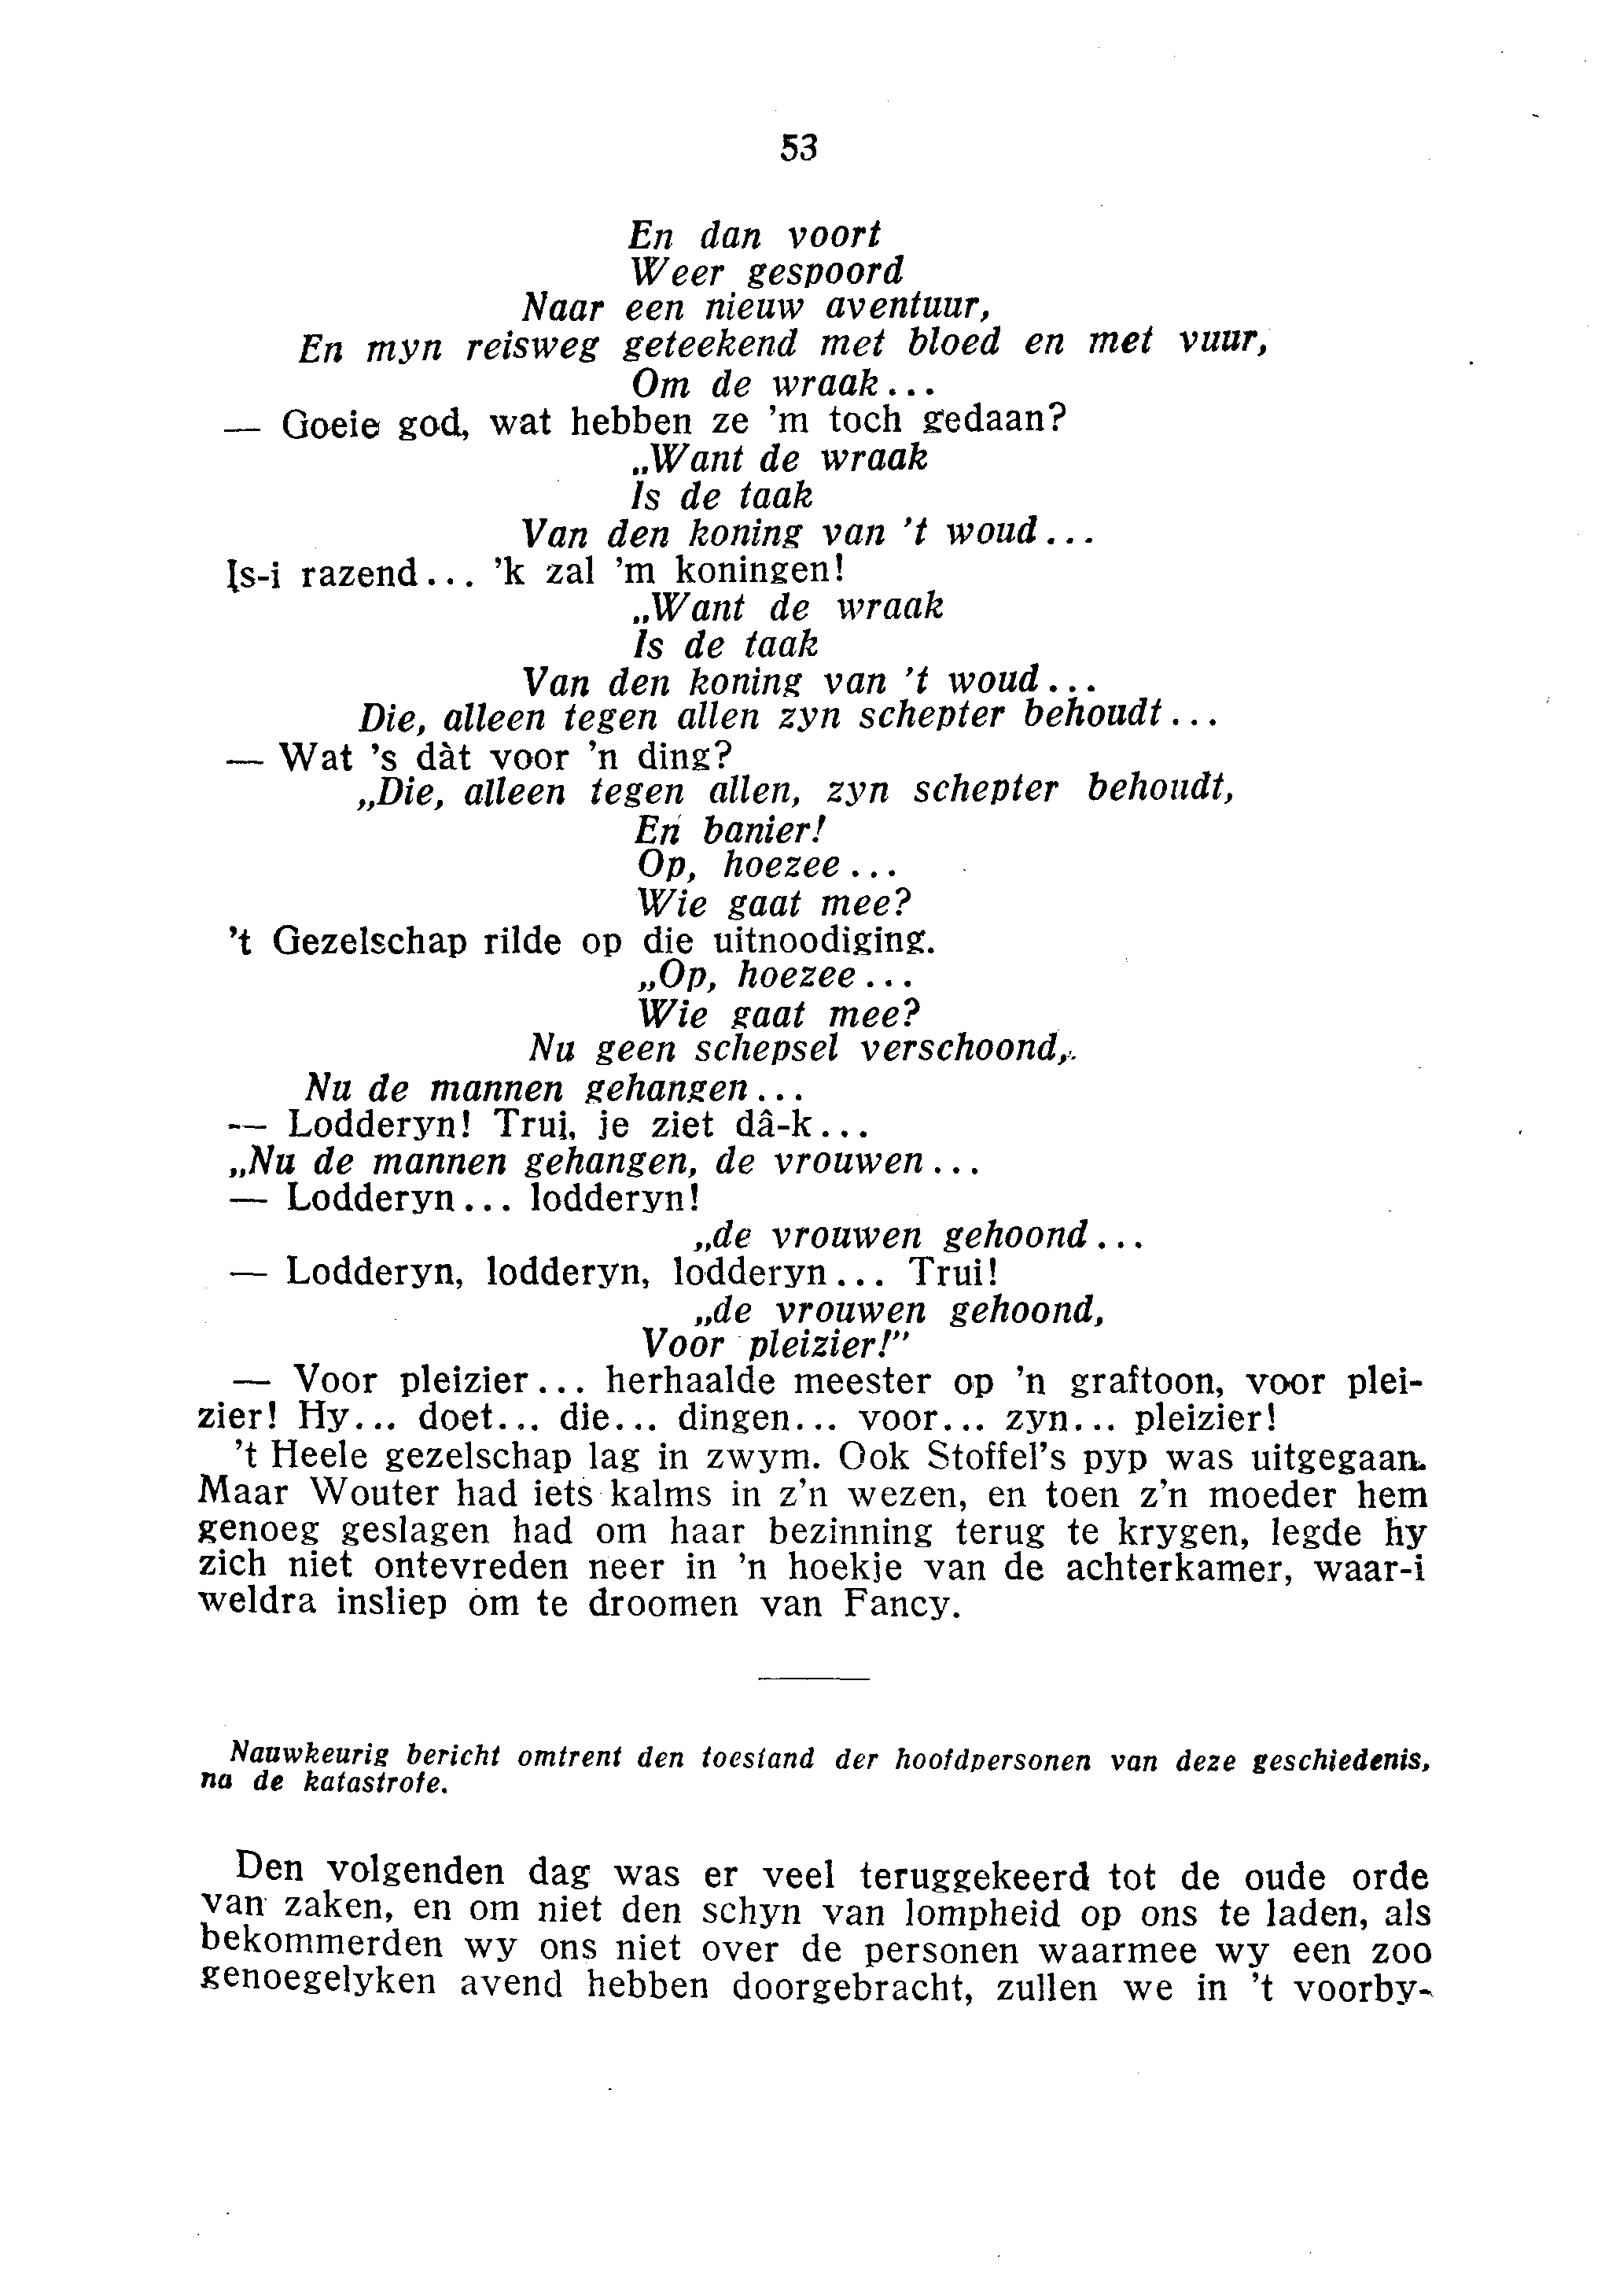 53
En dan voort
Weer gespoord
Naar een nieuw aventuur,
En myn reisweg geteekend met bloed en met vuur,
Om de wraak...
— Goeie god, wat hebben ze 'm toch gedaan?
„Want de wraak
Is de taak
Van den koning van 't woud...
Is-i razend... 'k zal 'm koningen!
„Want de wraak
Is de taak
Van den koning van 't woud...
Die, alleen tegen allen zyn schepter behoudt...
— Wat 's dàt voor 'n ding?
„Die, alleen tegen allen, zyn schepter behoudt,
En banier!
Op, hoezee...
Wie gaat mee?
't Gezelschap rilde op die uitnoodiging.
„Op, hoezee...
Wie gaat mee?
Nu geen schepsel verschoond,
Nu de mannen gehangen...
— Lodderyn! Trui, je ziet dâ-k...
„Nu de mannen gehangen, de vrouwen...
— Lodderyn... lodderyn!
„de vrouwen gehoond...
— Lodderyn, lodderyn, lodderyn... Trui!
„de vrouwen gehoond,
Voor pleizier!"
— Voor pleizier... herhaalde meester op 'n graftoon, voor plei-
zier! Hy... doet... die... dingen... voor... zyn... pleizier!
't Heele gezelschap lag in zwym. Ook Stoffel's pyp was uitgegaan.
Maar Wouter had iets kalms in z'n wezen, en toen z'n moeder hem
genoeg geslagen had om haar bezinning terug te krygen, legde hy
zich niet ontevreden neer in 'n hoekje van de achterkamer, waar-i
weldra insliep om te droomen van Fancy.
Nauwkeurig bericht omtrent den toestand der hoofdpersonen van deze geschiedenis,
na de katastrofe.
Den volgenden dag was er veel teruggekeerd tot de oude orde
van zaken, en om niet den schyn van lompheid op ons te laden, als
bekommerden wy ons niet over de personen waarmee wy een zoo
genoegelyken avend hebben doorgebracht, zullen we in 't voorby-